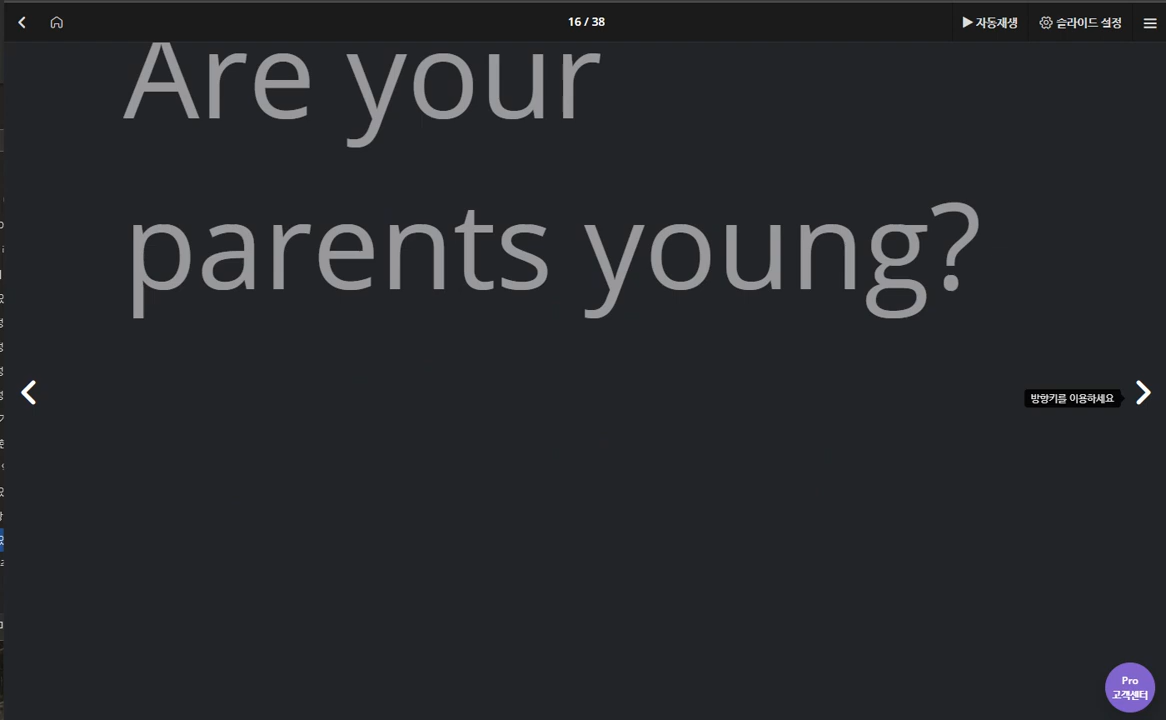 16 / 38
▶ 자동재생
슬라이드 설정
Are your
parents young?
방향키를 이용하세요
Pro
고객센터